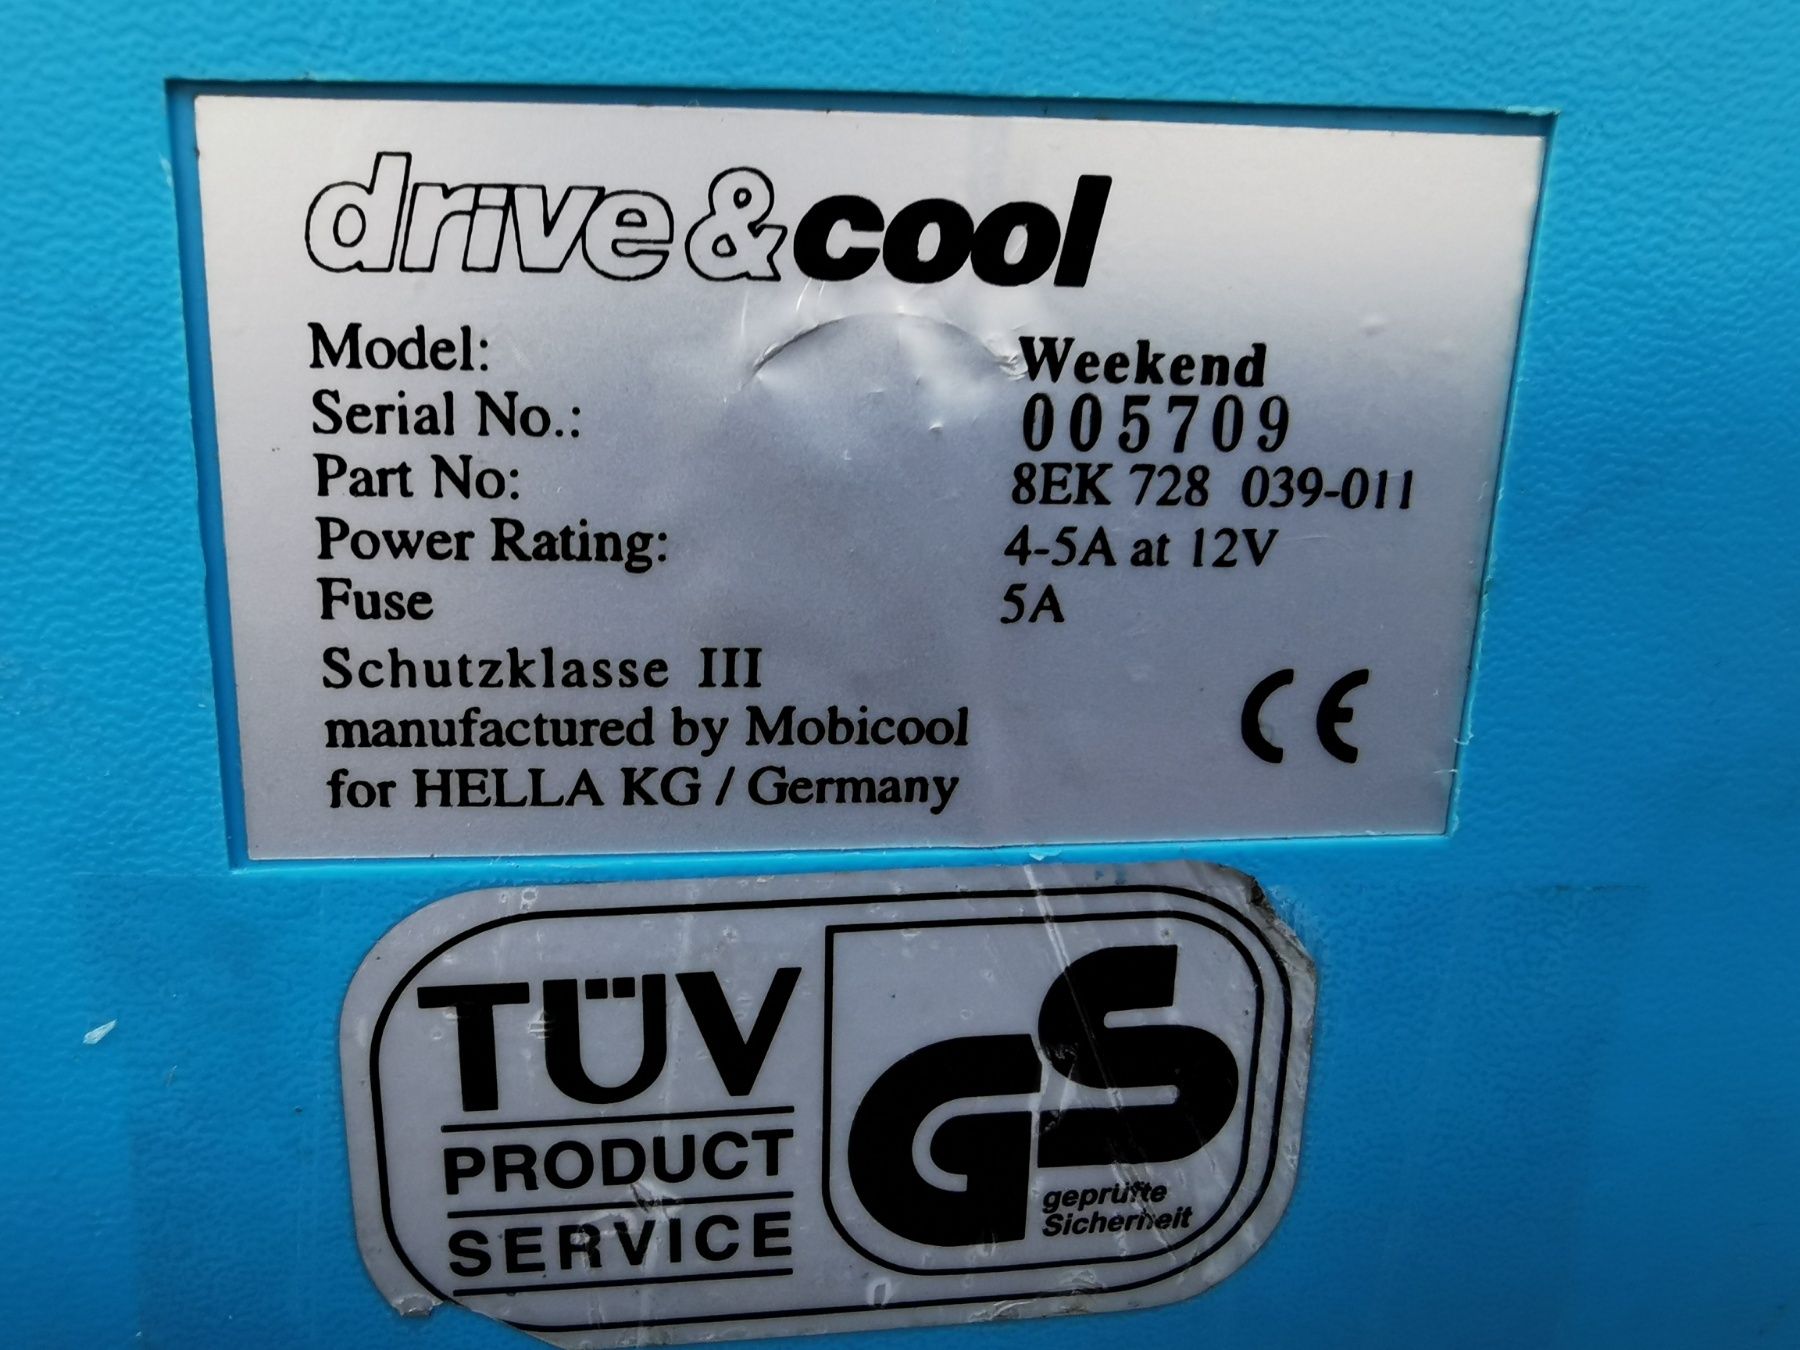 drive&cool
Model: Weekend
Serial No.: 005709
Part No: 8EK 728 039-011
Power Rating: 4-5A at 12V
Fuse 5A
Schutzklasse III
manufactured by Mobicool
for HELLA KG / Germany
CE
TÜV
PRODUCT
SERVICE
GS
geprüfte
Sicherheit